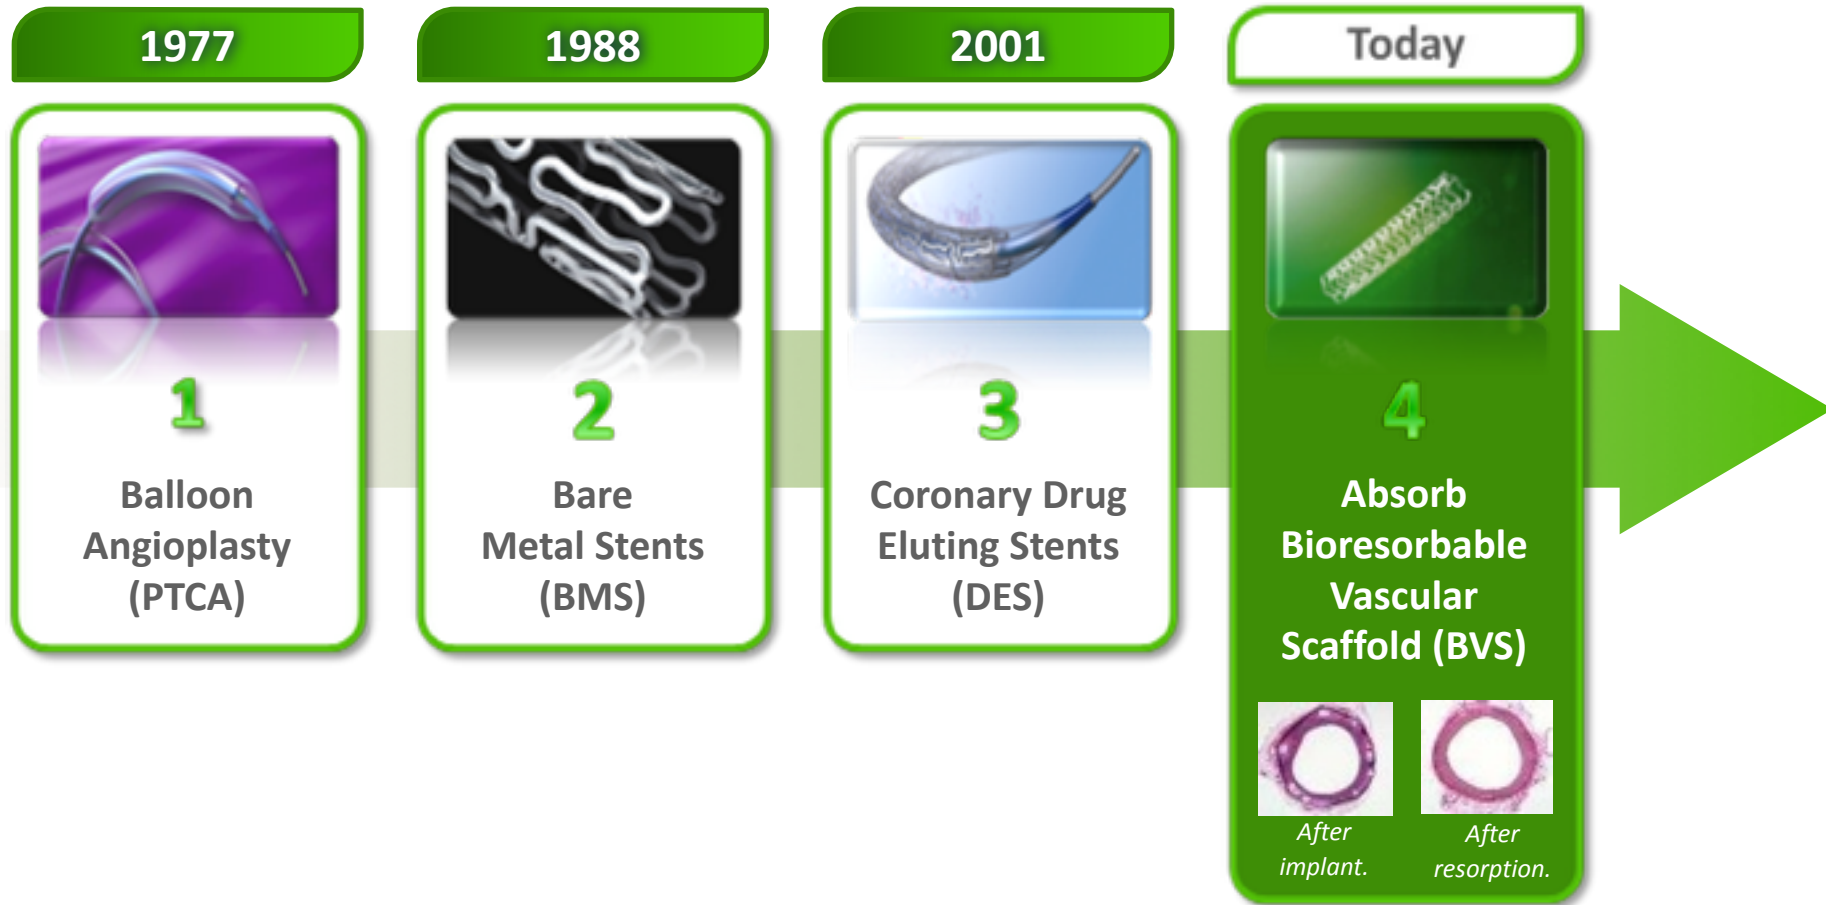 1977
1988
2001
Today
1
Balloon
Angioplasty
(PTCA)
2
Bare
Metal Stents
(BMS)
3
Coronary Drug
Eluting Stents
(DES)
4
Absorb
Bioresorbable
Vascular
Scaffold (BVS)
After
implant.
After
resorption.